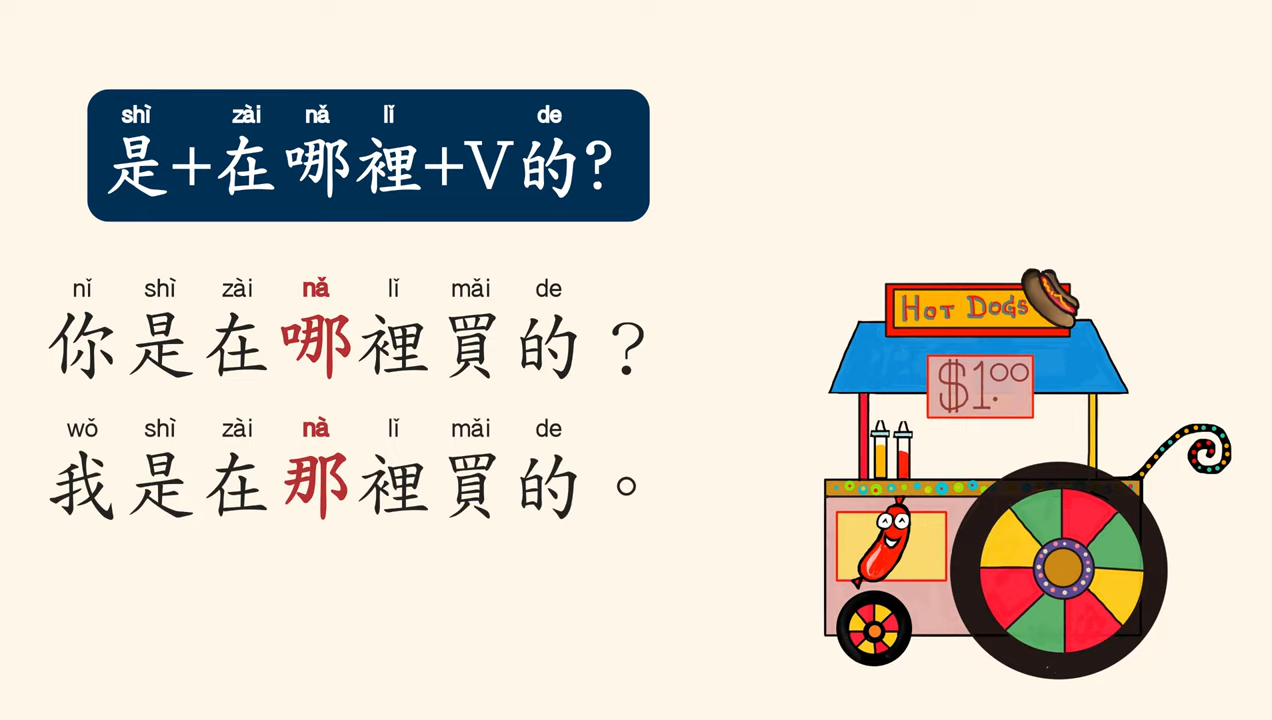 shì zài nǎ lǐ de
是+在哪裡+V的?
nǐ shì zài nǎ lǐ mǎi de
你是在哪裡買的？
wǒ shì zài nà lǐ mǎi de
我是在那裡買的。
HOT DOGS
$1.00